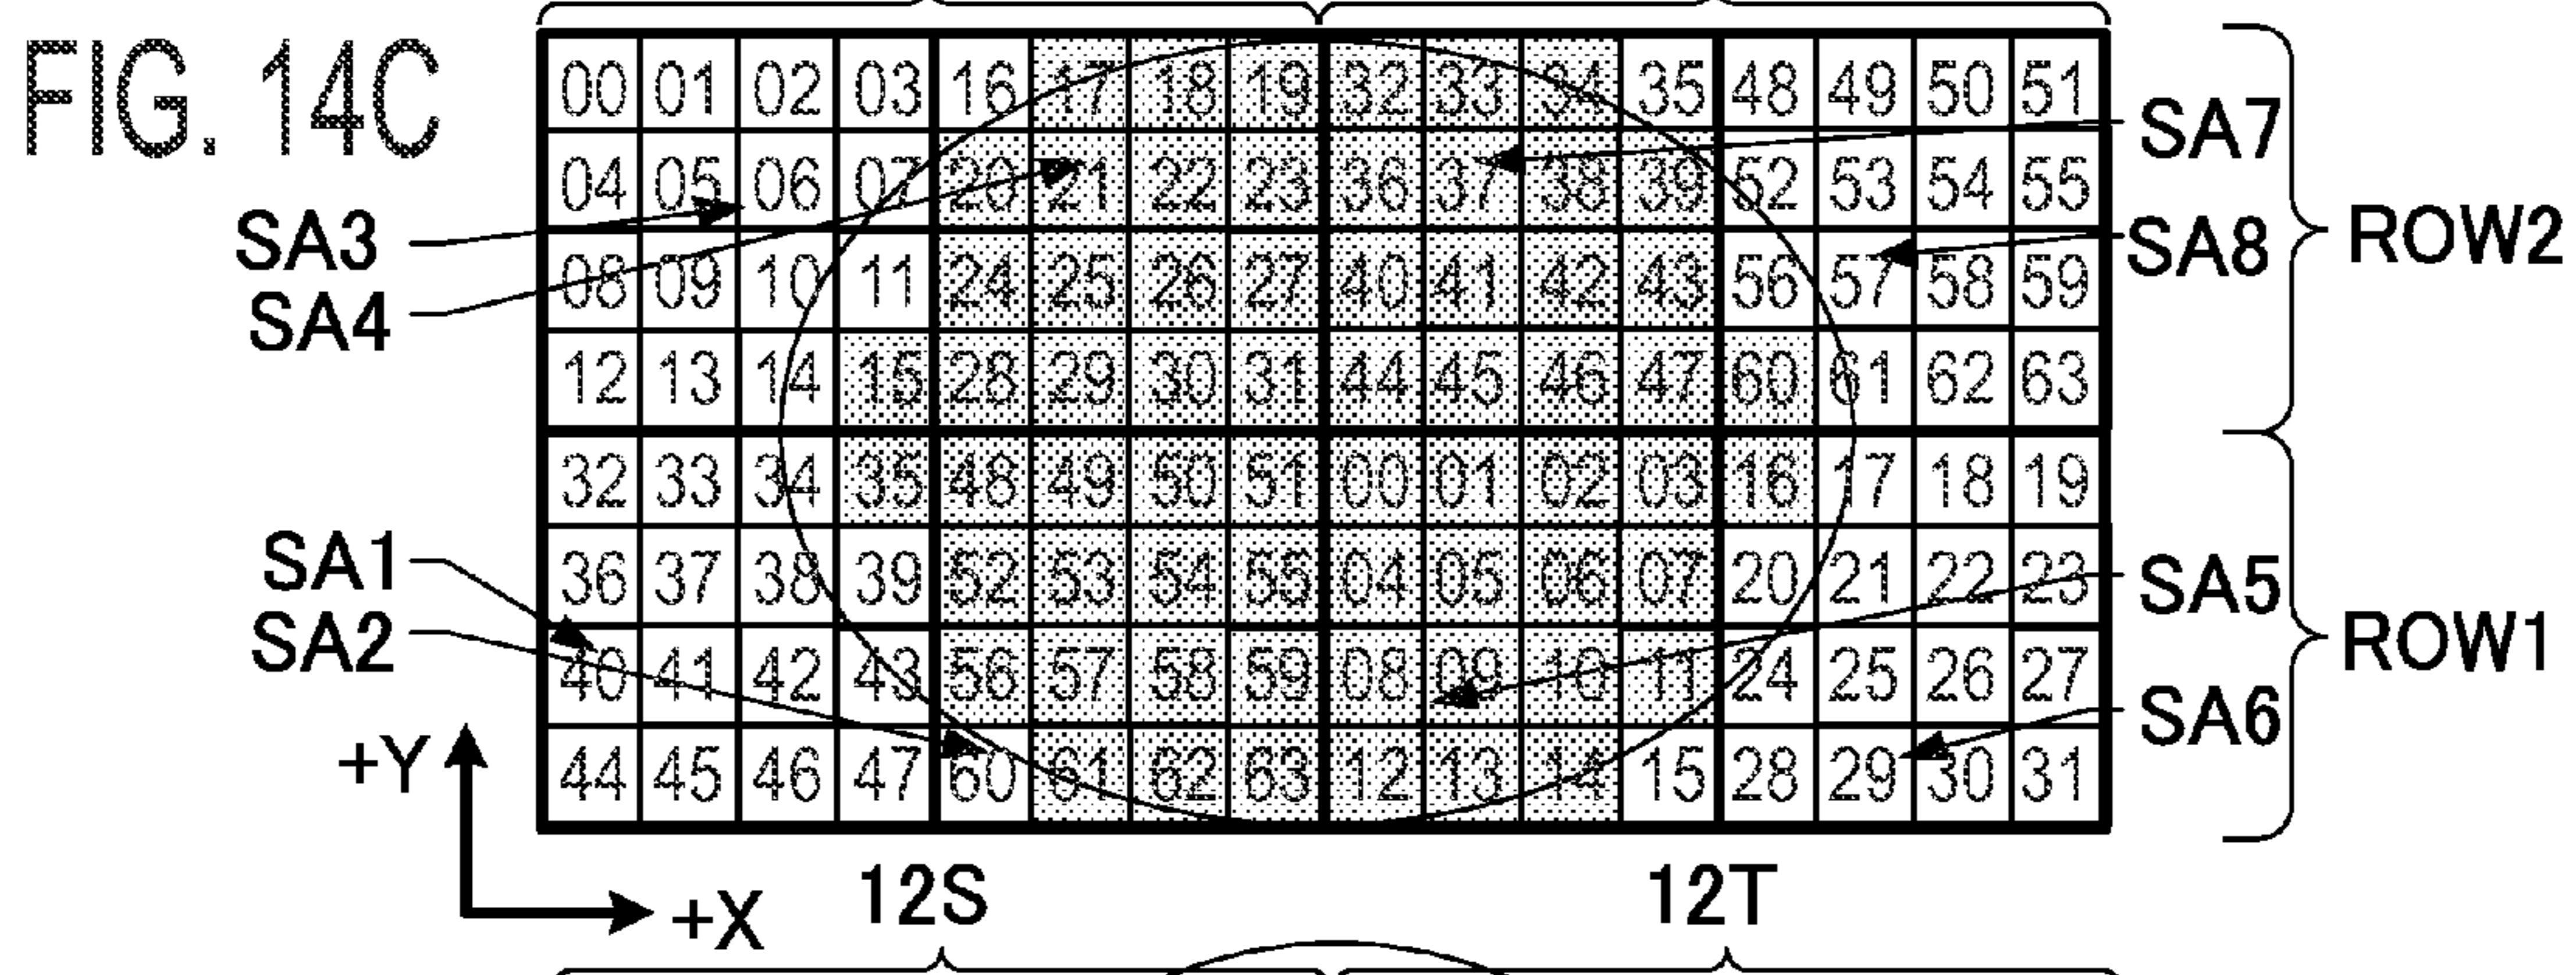 FIG. 14C
00 01 02 03 16 17 18 19 32 33 34 35 48 49 50 51
SA7
04 05 06 07 20 21 22 23 36 37 38 39 52 53 54 55
SA3
SA8
ROW2
08 09 10 11 24 25 26 27 40 41 42 43 56 57 58 59
SA4
12 13 14 15 28 29 30 31 44 45 46 47 60 61 62 63
32 33 34 35 48 49 50 51 00 01 02 03 16 17 18 19
SA1
36 37 38 39 52 53 54 55 04 05 06 07 20 21 22 23
SA5
SA2
ROW1
40 41 42 43 56 57 58 59 08 09 10 11 24 25 26 27
SA6
+Y
44 45 46 47 60 61 62 63 12 13 14 15 28 29 30 31
+X
12S 12T